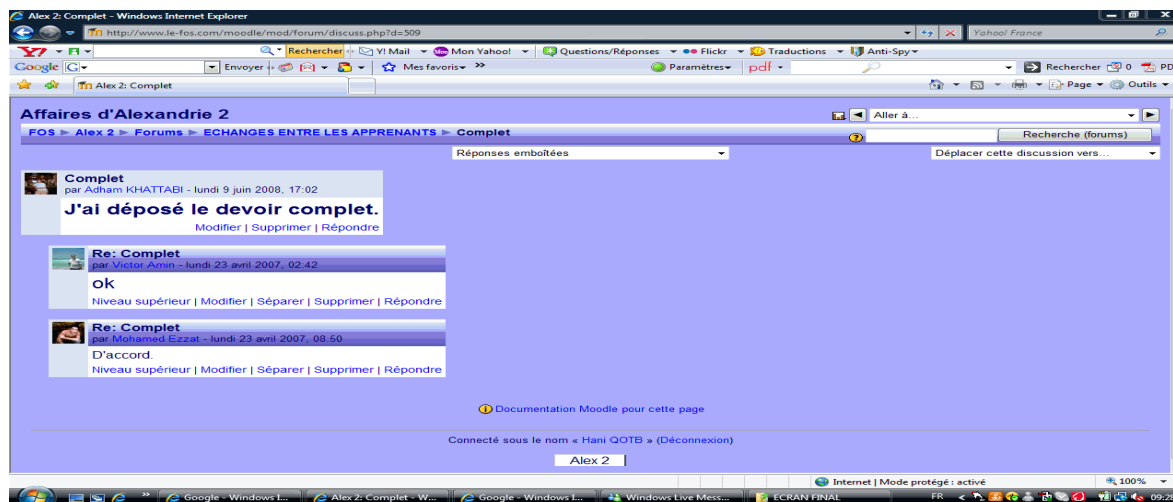 Alex 2: Complet - Windows Internet Explorer
http://www.le-fos.com/moodle/mod/forum/discuss.php?d=509 Yahoo! France
Rechercher Y! Mail Mon Yahoo! Questions/Réponses Flickr Traductions Anti-Spy
Google G Envoyer Mes favoris Paramètres pdf Rechercher 0 PD
Alex 2: Complet Page Outils
Affaires d'Alexandrie 2 Aller à...
FOS ► Alex 2 ► Forums ► ECHANGES ENTRE LES APPRENANTS ► Complet Recherche (forums)
Réponses emboîtées Déplacer cette discussion vers...
Complet
par Adham KHATTABI - lundi 9 juin 2008, 17:02
J'ai déposé le devoir complet.
Modifier | Supprimer | Répondre
Re: Complet
par Victor Amin - lundi 23 avril 2007, 02:42
ok
Niveau supérieur | Modifier | Séparer | Supprimer | Répondre
Re: Complet
par Mohamed Ezzat - lundi 23 avril 2007, 08:50
D'accord.
Niveau supérieur | Modifier | Séparer | Supprimer | Répondre
Documentation Moodle pour cette page
Connecté sous le nom « Hani QOTB » (Déconnexion)
Alex 2
Internet | Mode protégé : activé 100%
Google - Windows I... Alex 2: Complet - W... Google - Windows I... Windows Live Mess... ECRAN FINAL FR 09:2